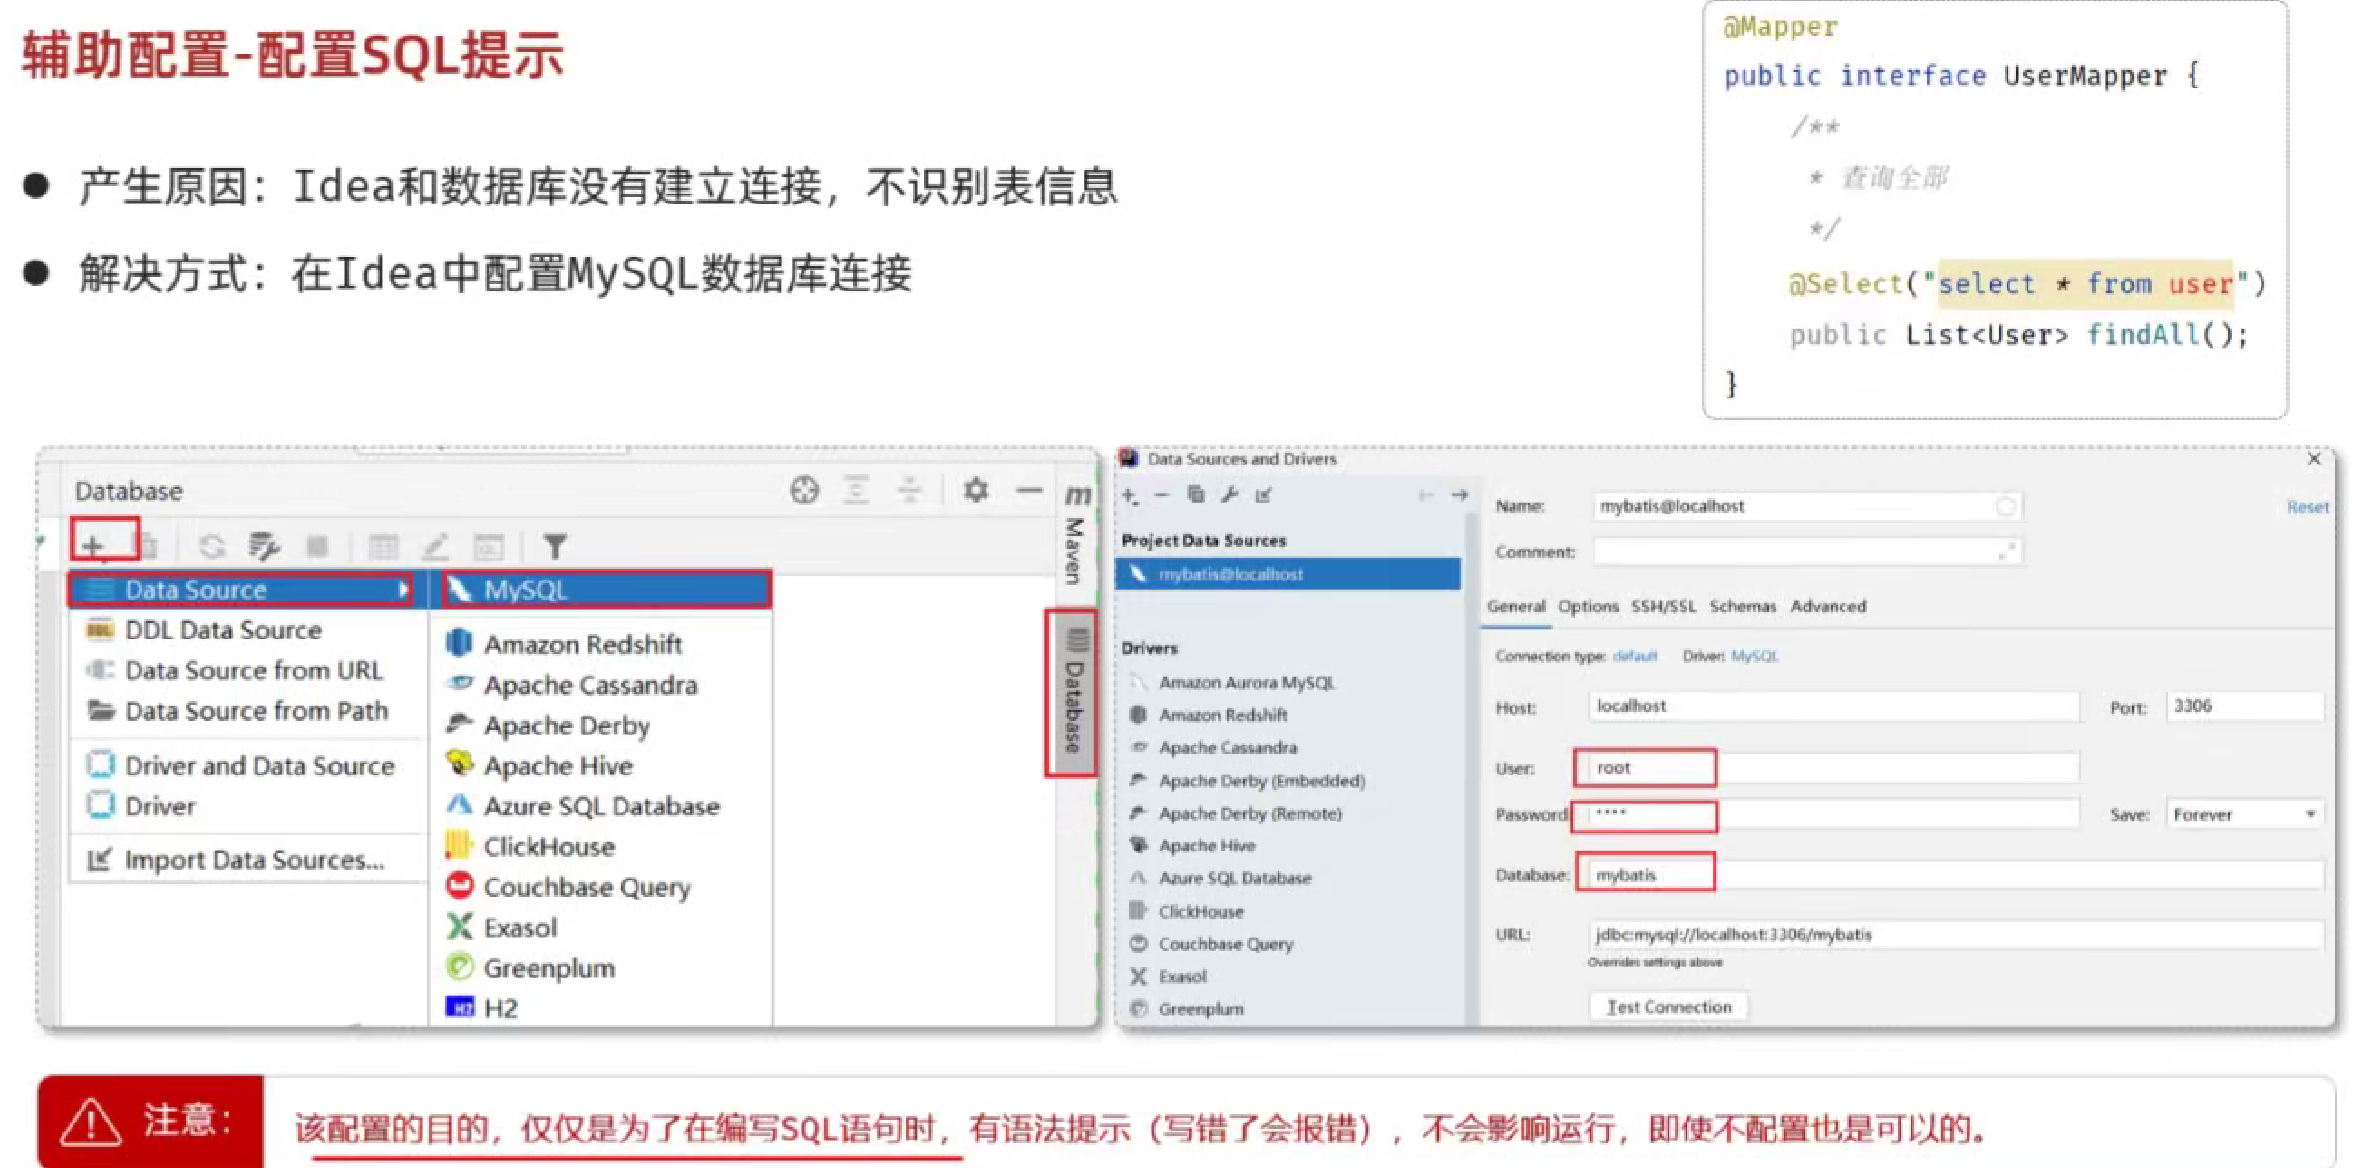 辅助配置-配置SQL提示
● 产生原因：Idea和数据库没有建立连接，不识别表信息
● 解决方式：在Idea中配置MySQL数据库连接
@Mapper
public interface UserMapper {
/**
* 查询全部
*/
@Select("select * from user")
public List<User> findAll();
}
Database
Data Source
DDL Data Source
Data Source from URL
Data Source from Path
Driver and Data Source
Driver
Import Data Sources...
MySQL
Amazon Redshift
Apache Cassandra
Apache Derby
Apache Hive
Azure SQL Database
ClickHouse
Couchbase Query
Exasol
Greenplum
H2
Maven
Database
Data Sources and Drivers
Project Data Sources
mybatis@localhost
Drivers
Amazon Aurora MySQL
Amazon Redshift
Apache Cassandra
Apache Derby (Embedded)
Apache Derby (Remote)
Apache Hive
Azure SQL Database
ClickHouse
Couchbase Query
Exasol
Greenplum
Name: mybatis@localhost Reset
Comment:
General Options SSH/SSL Schemas Advanced
Connection type: default Driver: MySQL
Host: localhost Port: 3306
User: root
Password: •••• Save: Forever
Database: mybatis
URL: jdbc:mysql://localhost:3306/mybatis
Overrides settings above
Test Connection
注意：
该配置的目的，仅仅是为了在编写SQL语句时，有语法提示（写错了会报错），不会影响运行，即使不配置也是可以的。